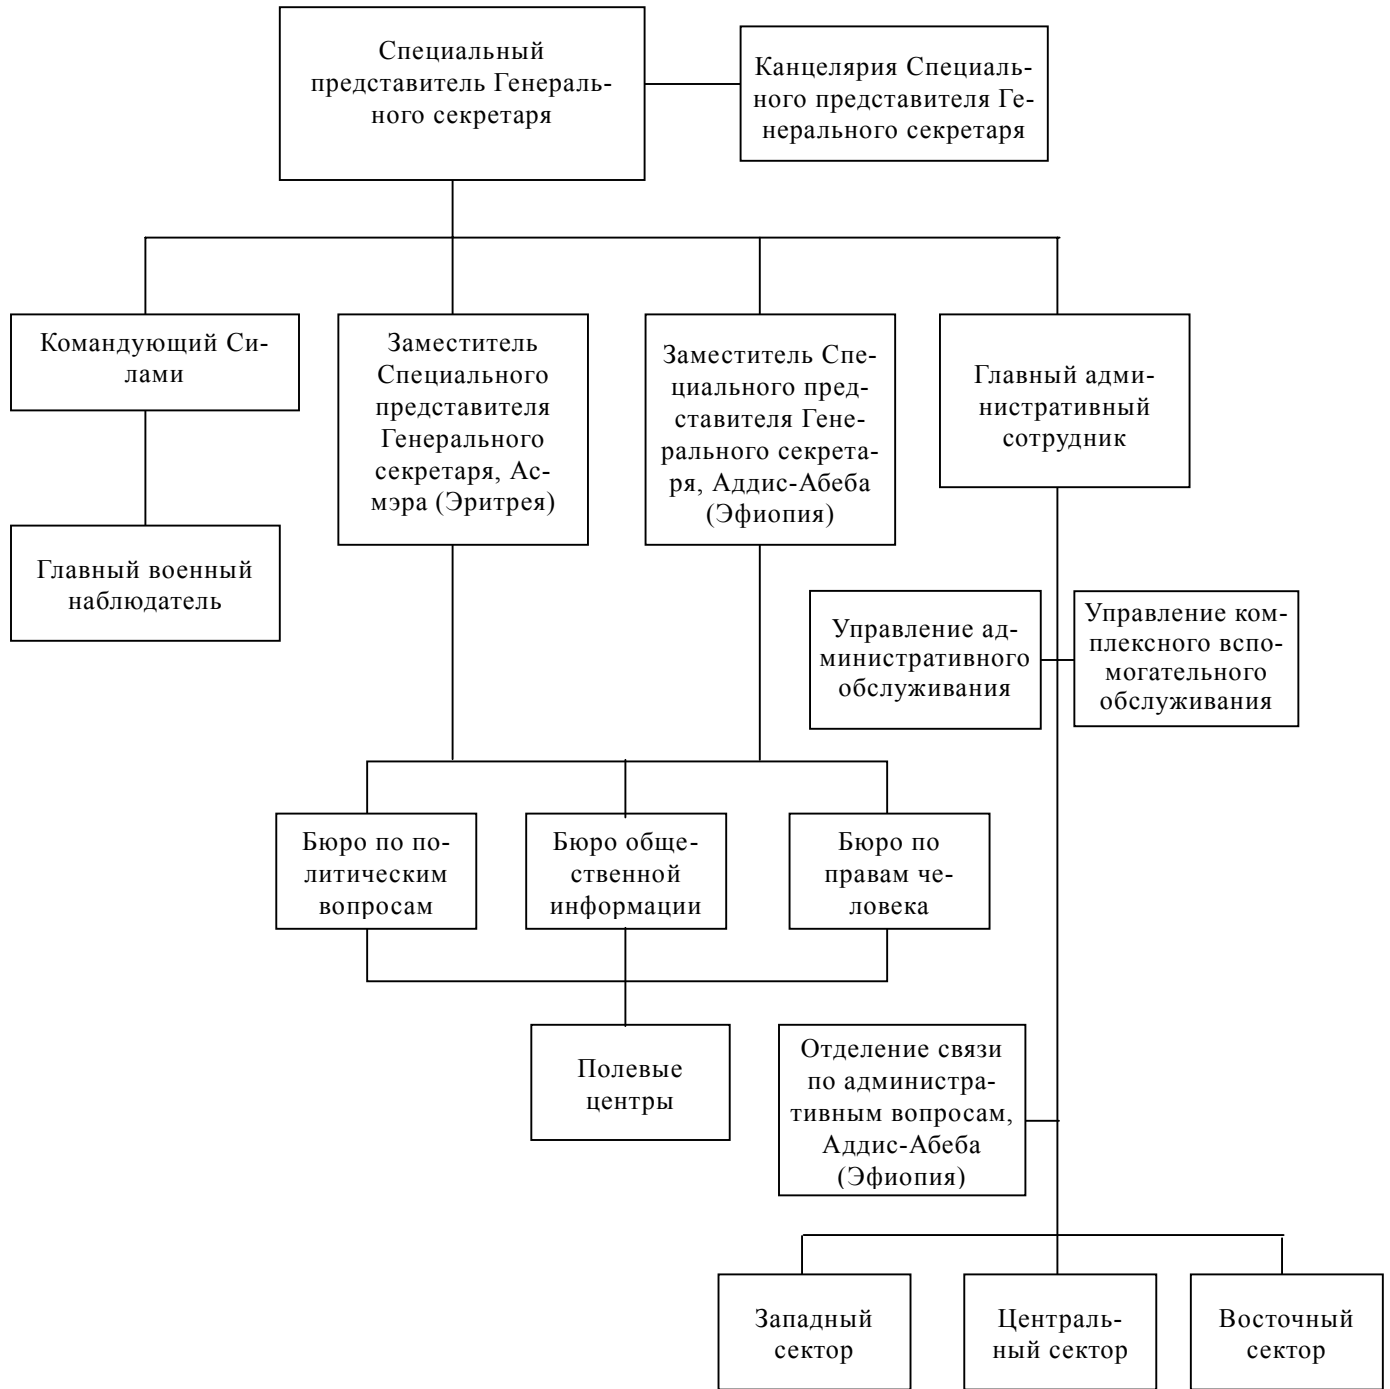 Специальный
представитель Генераль-
ного секретаря
Канцелярия Специаль-
ного представителя Ге-
нерального секретаря
Командующий Си-
лами
Заместитель
Специального
представителя
Генерального
секретаря, Ас-
мэра (Эритрея)
Заместитель Спе-
циального пред-
ставителя Гене-
рального секрета-
ря, Аддис-Абеба
(Эфиопия)
Главный адми-
нистративный
сотрудник
Главный военный
наблюдатель
Управление ад-
министративного
обслуживания
Управление ком-
плексного вспо-
могательного
обслуживания
Бюро по по-
литическим
вопросам
Бюро обще-
ственной
информации
Бюро по
правам че-
ловека
Полевые
центры
Отделение связи
по администра-
тивным вопросам,
Аддис-Абеба
(Эфиопия)
Западный
сектор
Централь-
ный сектор
Восточный
сектор